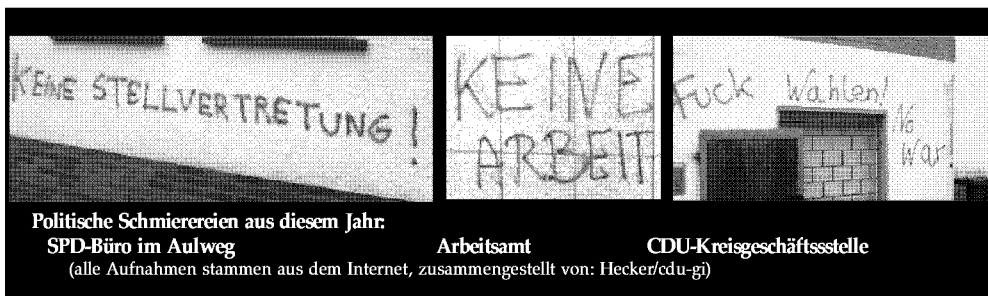 KEINE STELLVERTRETUNG!
KEINE
ARBEIT
Fuck Wahlen!
No
War!
Politische Schmierereien aus diesem Jahr:
SPD-Büro im Aulweg Arbeitsamt CDU-Kreisgeschäftssstelle
(alle Aufnahmen stammen aus dem Internet, zusammengestellt von: Hecker/cdu-gi)